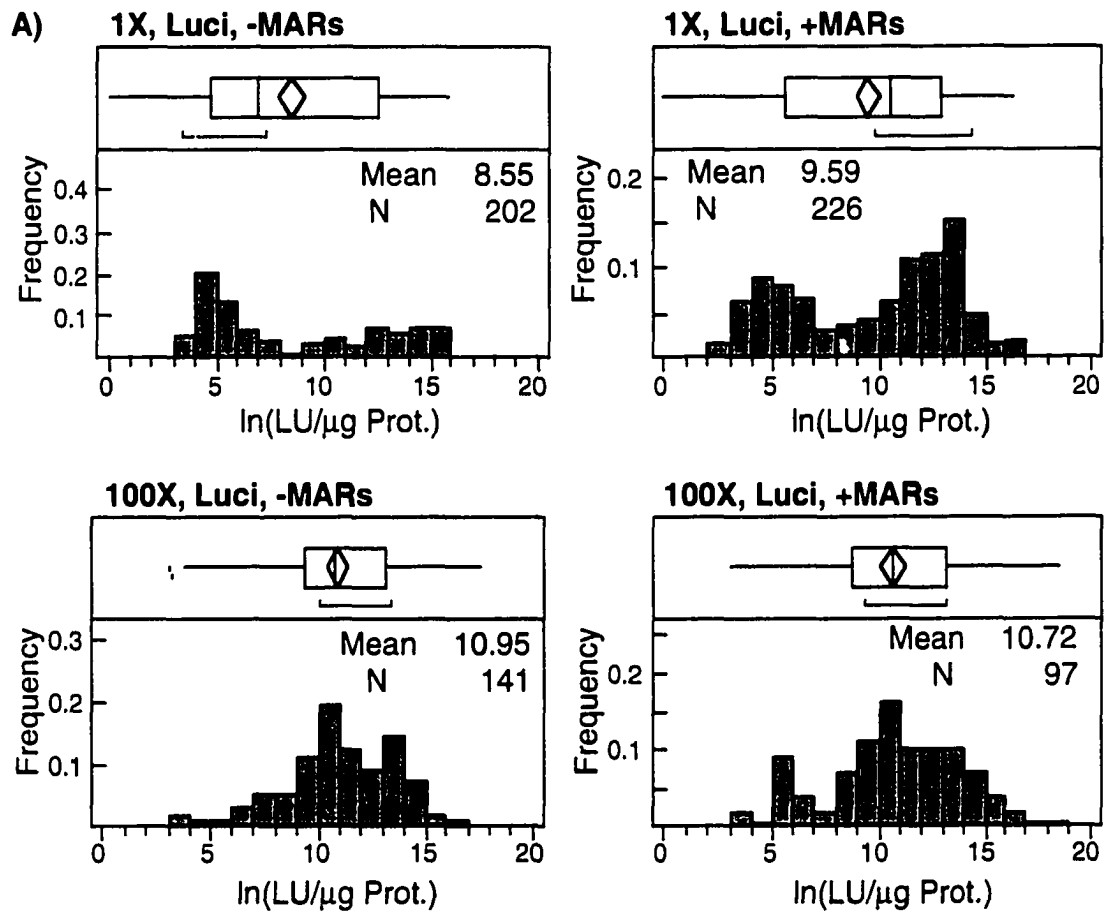 A)
1X, Luci, -MARs
Mean 8.55
N 202
Frequency
0.4
0.3
0.2
0.1
0 5 10 15 20
ln(LU/μg Prot.)
1X, Luci, +MARs
Mean 9.59
N 226
Frequency
0.2
0.1
0 5 10 15 20
ln(LU/μg Prot.)
100X, Luci, -MARs
Mean 10.95
N 141
Frequency
0.3
0.2
0.1
0 5 10 15 20
ln(LU/μg Prot.)
100X, Luci, +MARs
Mean 10.72
N 97
Frequency
0.2
0.1
0 5 10 15 20
ln(LU/μg Prot.)